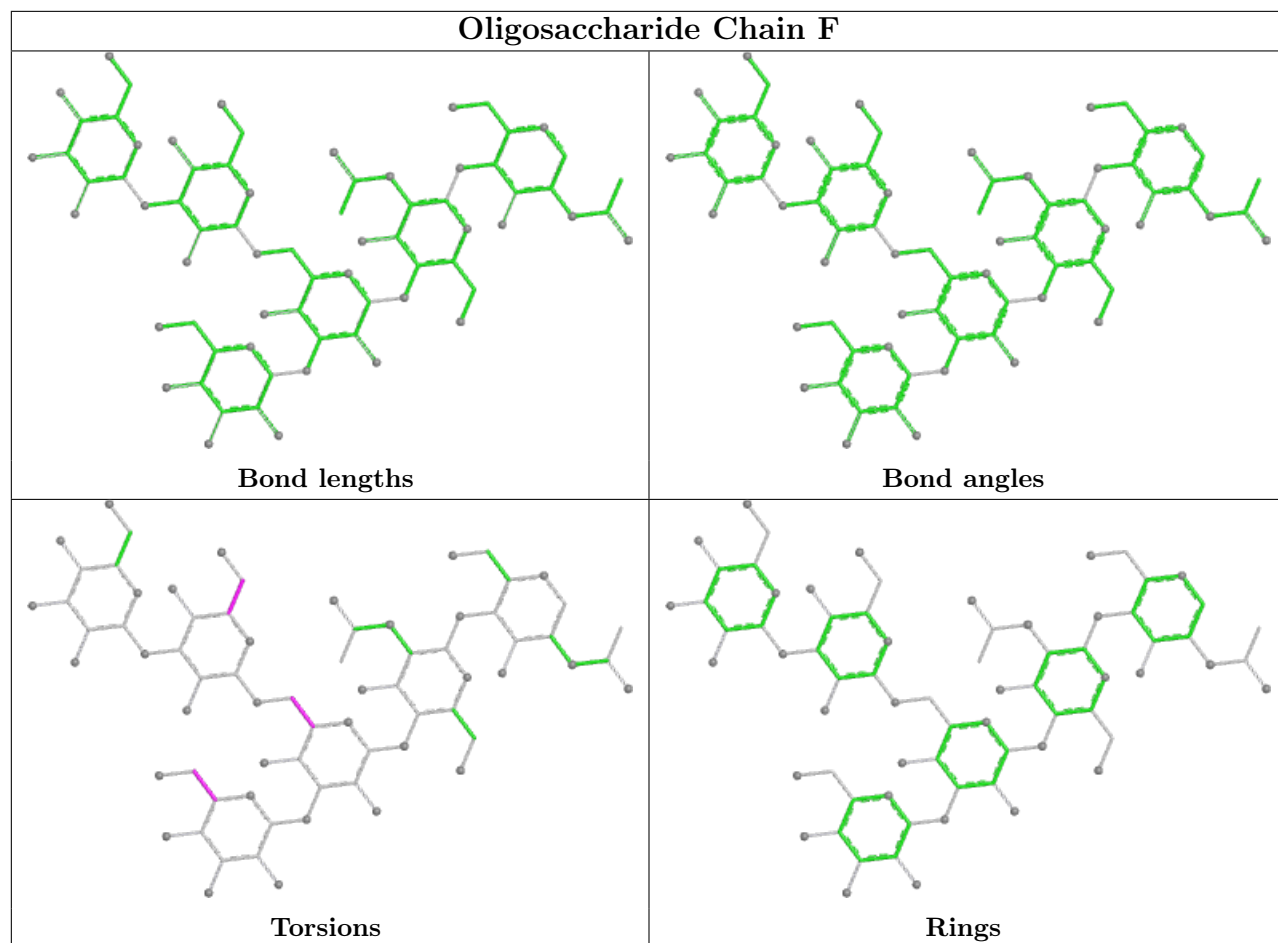 Oligosaccharide Chain F
Bond lengths
Bond angles
Torsions
Rings